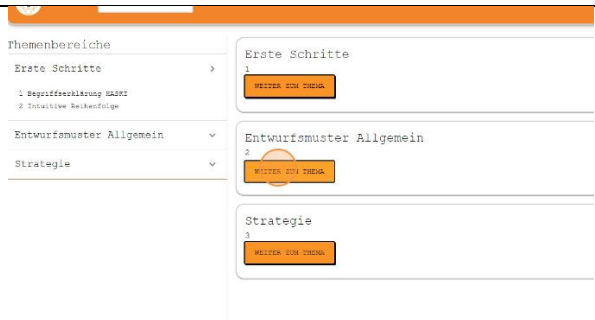 Themenbereiche
Erste Schritte
1 Begriffserklärung HASKI
2 Intuitive Reihenfolge
Entwurfsmuster Allgemein
Strategie
Erste Schritte
1
WEITER ZUM THEMA
Entwurfsmuster Allgemein
2
WEITER ZUM THEMA
Strategie
3
WEITER ZUM THEMA